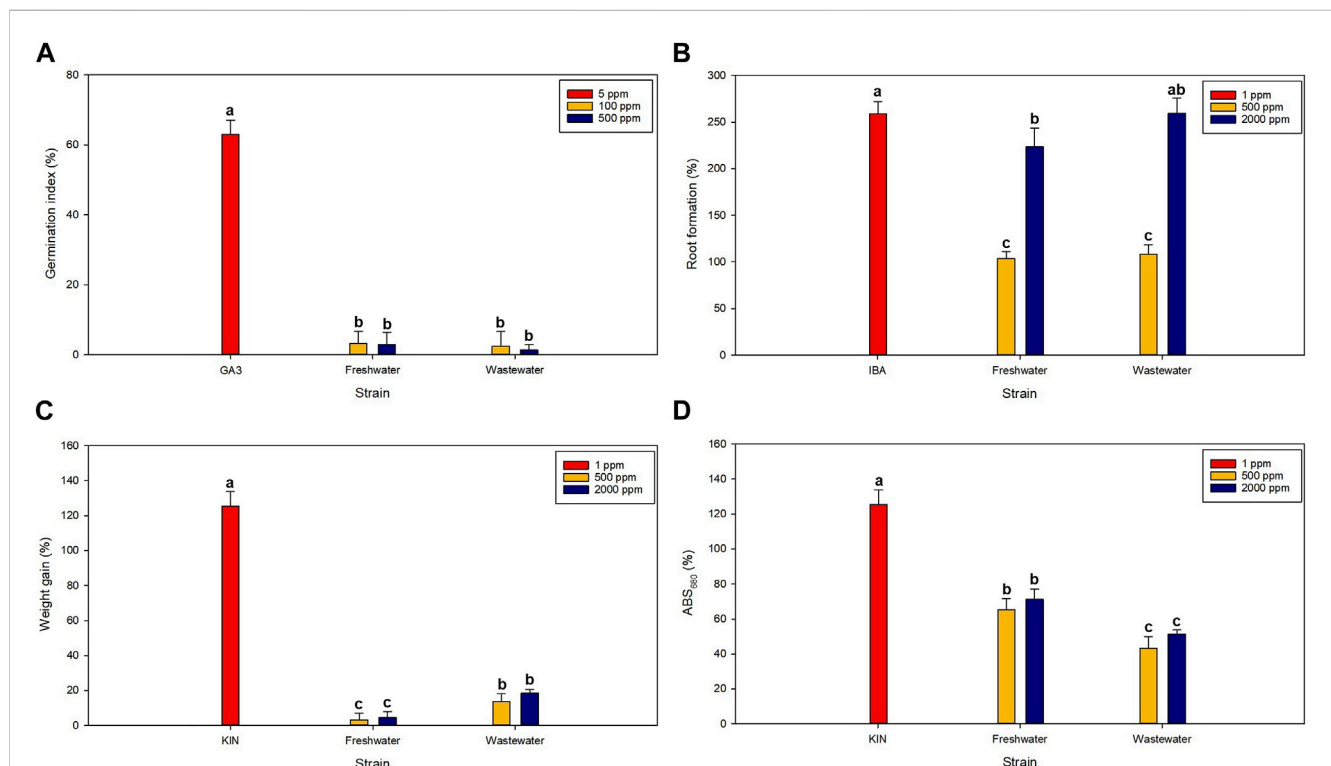 A
80
60
40
20
0
Germination index (%)
5 ppm
100 ppm
500 ppm
a
b b
b b
GA3 Freshwater Wastewater
Strain
B
300
250
200
150
100
50
0
Root formation (%)
1 ppm
500 ppm
2000 ppm
a
c b
c ab
IBA Freshwater Wastewater
Strain
C
160
140
120
100
80
60
40
20
0
Weight gain (%)
1 ppm
500 ppm
2000 ppm
a
c c
b b
KIN Freshwater Wastewater
Strain
D
160
140
120
100
80
60
40
20
0
ABS680 (%)
1 ppm
500 ppm
2000 ppm
a
b b
c c
KIN Freshwater Wastewater
Strain